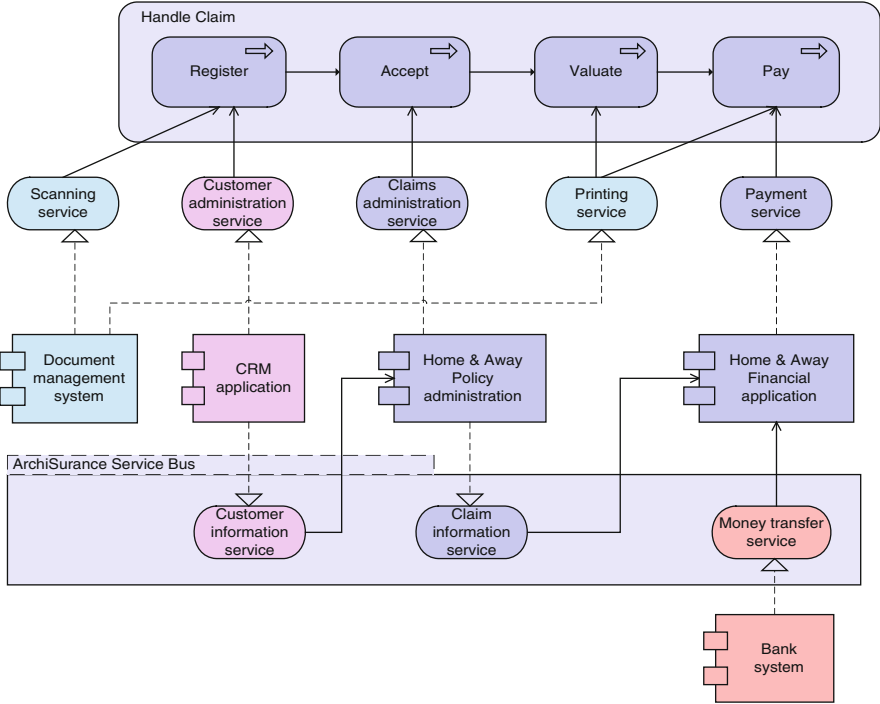 Handle Claim
Register
Accept
Valuate
Pay
Scanning
service
Customer
administration
service
Claims
administration
service
Printing
service
Payment
service
Document
management
system
CRM
application
Home & Away
Policy
administration
Home & Away
Financial
application
ArchiSurance Service Bus
Customer
information
service
Claim
information
service
Money transfer
service
Bank
system